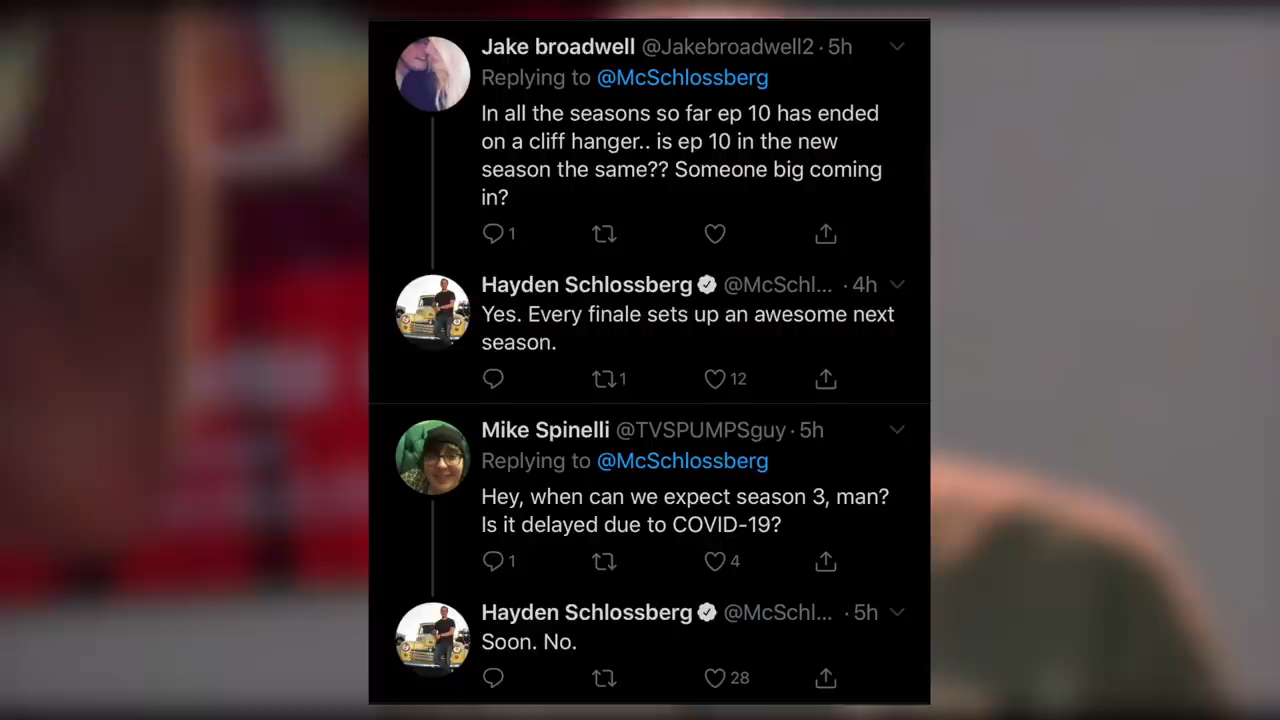 Jake broadwell @Jakebroadwell2 · 5h
Replying to @McSchlossberg
In all the seasons so far ep 10 has ended
on a cliff hanger.. is ep 10 in the new
season the same?? Someone big coming
in?
1
Hayden Schlossberg @McSchl... · 4h
Yes. Every finale sets up an awesome next
season.
1 12
Mike Spinelli @TVSPUMPSguy · 5h
Replying to @McSchlossberg
Hey, when can we expect season 3, man?
Is it delayed due to COVID-19?
1 4
Hayden Schlossberg @McSchl... · 5h
Soon. No.
28